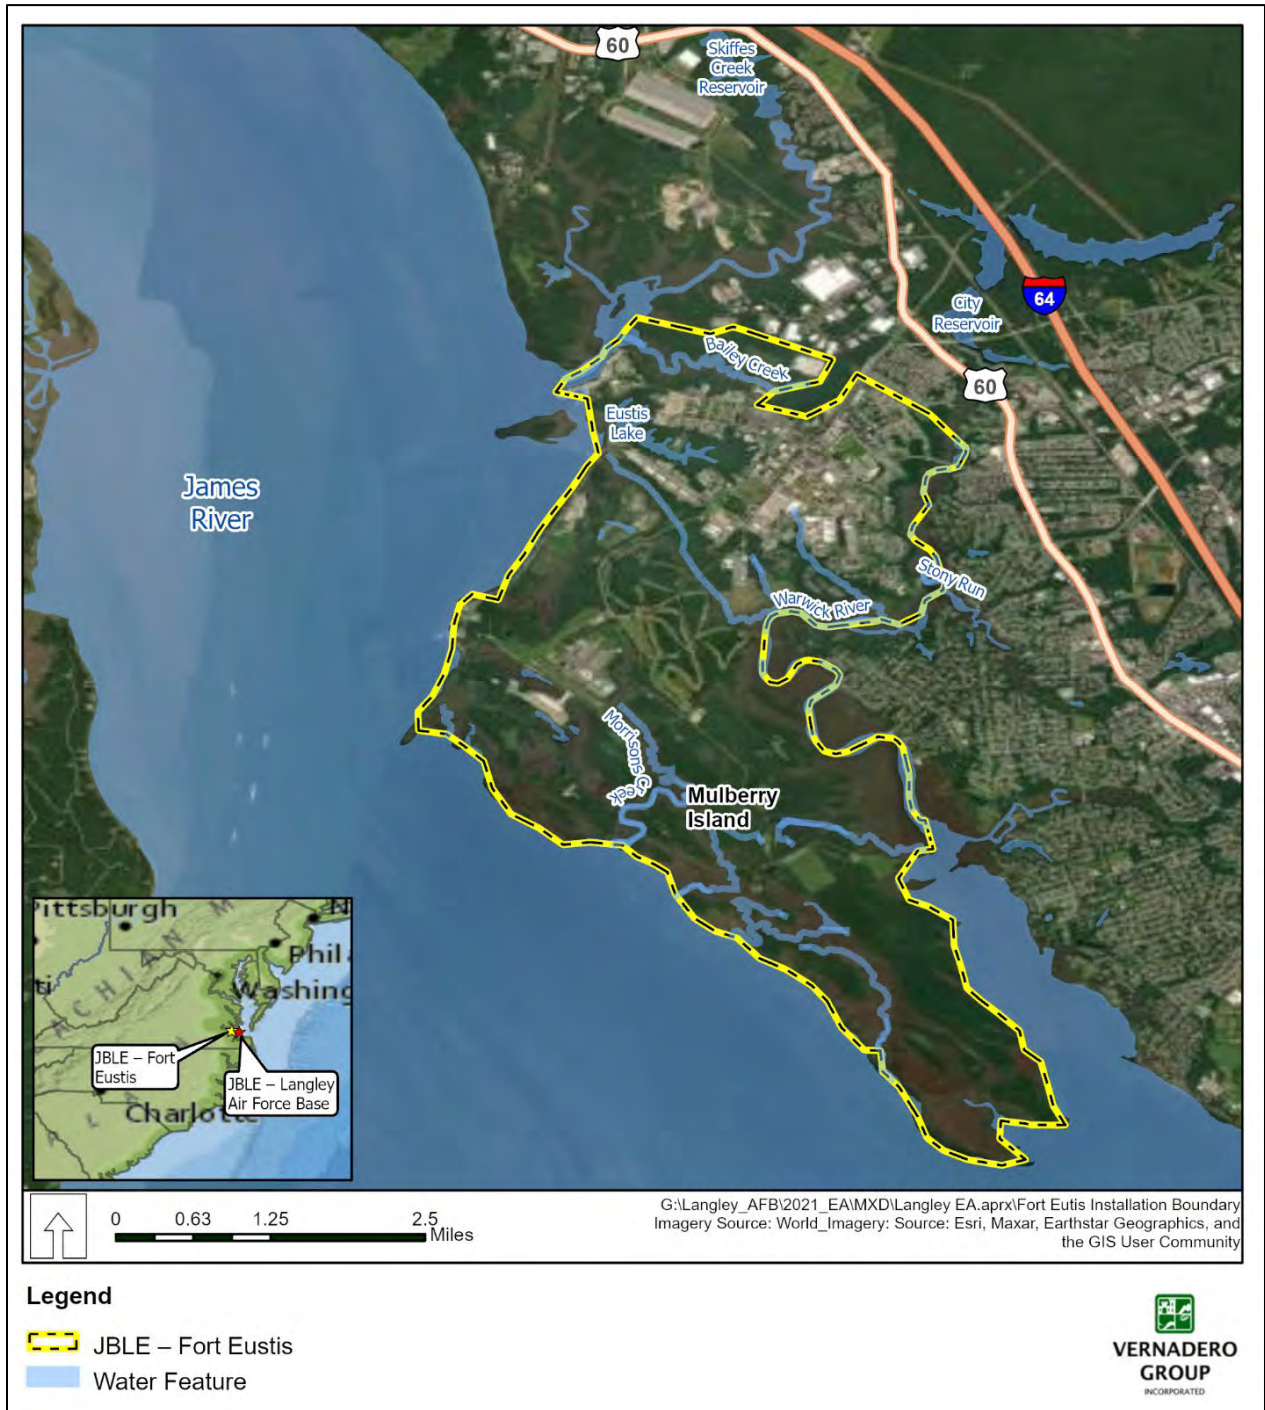 60
Skiffes
Creek
Reservoir
64
City
Reservoir
60
Bailey Creek
Eustis
Lake
James
River
Stony Run
Warwick River
Morrisons Creek
Mulberry
Island
Pittsburgh
Phil
Washing
ACHIAN M
JBLE – Fort
Eustis
JBLE – Langley
Air Force Base
Charlotte
0 0.63 1.25 2.5
Miles
G:\Langley_AFB\2021_EA\MXD\Langley EA.aprx\Fort Eutis Installation Boundary
Imagery Source: World_Imagery: Source: Esri, Maxar, Earthstar Geographics, and
the GIS User Community
Legend
JBLE – Fort Eustis
Water Feature
VERNADERO
GROUP
INCORPORATED